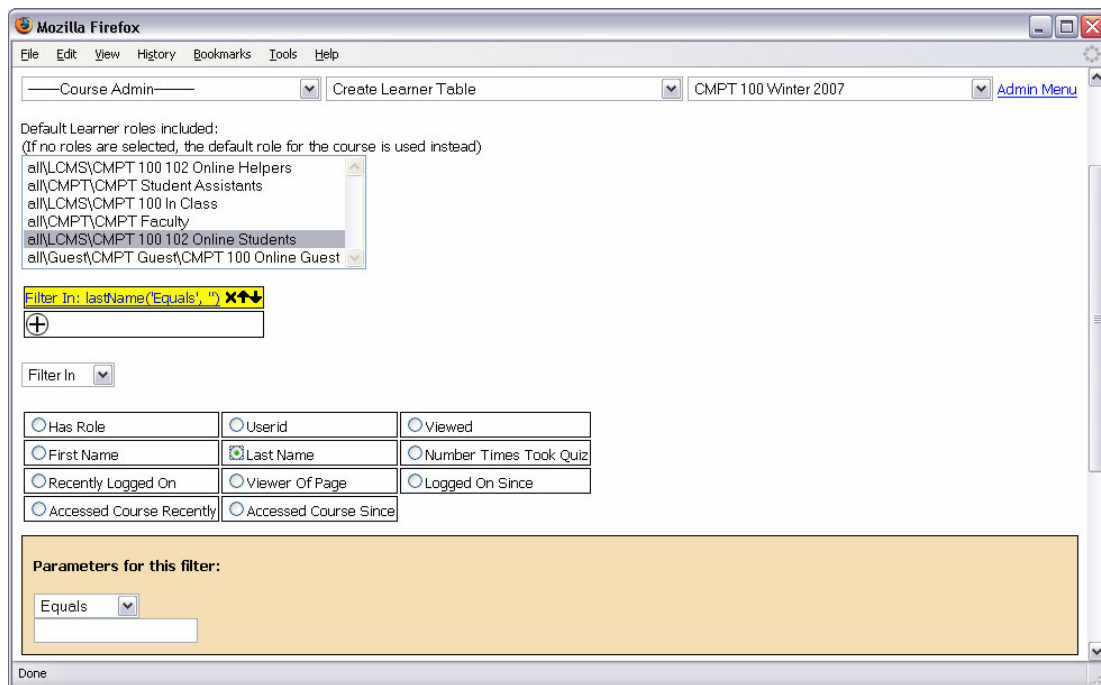 Mozilla Firefox
File Edit View History Bookmarks Tools Help
——Course Admin—— Create Learner Table CMPT 100 Winter 2007 Admin Menu
Default Learner roles included:
(If no roles are selected, the default role for the course is used instead)
all\LCMS\CMPT 100 102 Online Helpers
all\CMPT\CMPT Student Assistants
all\LCMS\CMPT 100 In Class
all\CMPT\CMPT Faculty
all\LCMS\CMPT 100 102 Online Students
all\Guest\CMPT Guest\CMPT 100 Online Guest
Filter In: lastName('Equals', '')
Filter In
Has Role Userid Viewed
First Name Last Name Number Times Took Quiz
Recently Logged On Viewer Of Page Logged On Since
Accessed Course Recently Accessed Course Since
Parameters for this filter:
Equals
Done